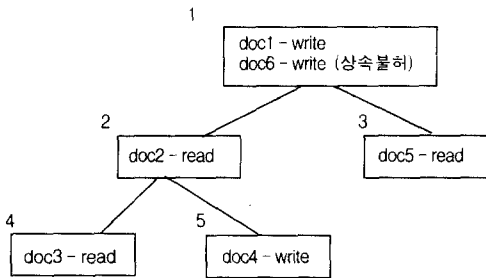 1
doc1 - write
doc6 - write (상속불허)
2
doc2 - read
3
doc5 - read
4
doc3 - read
5
doc4 - write